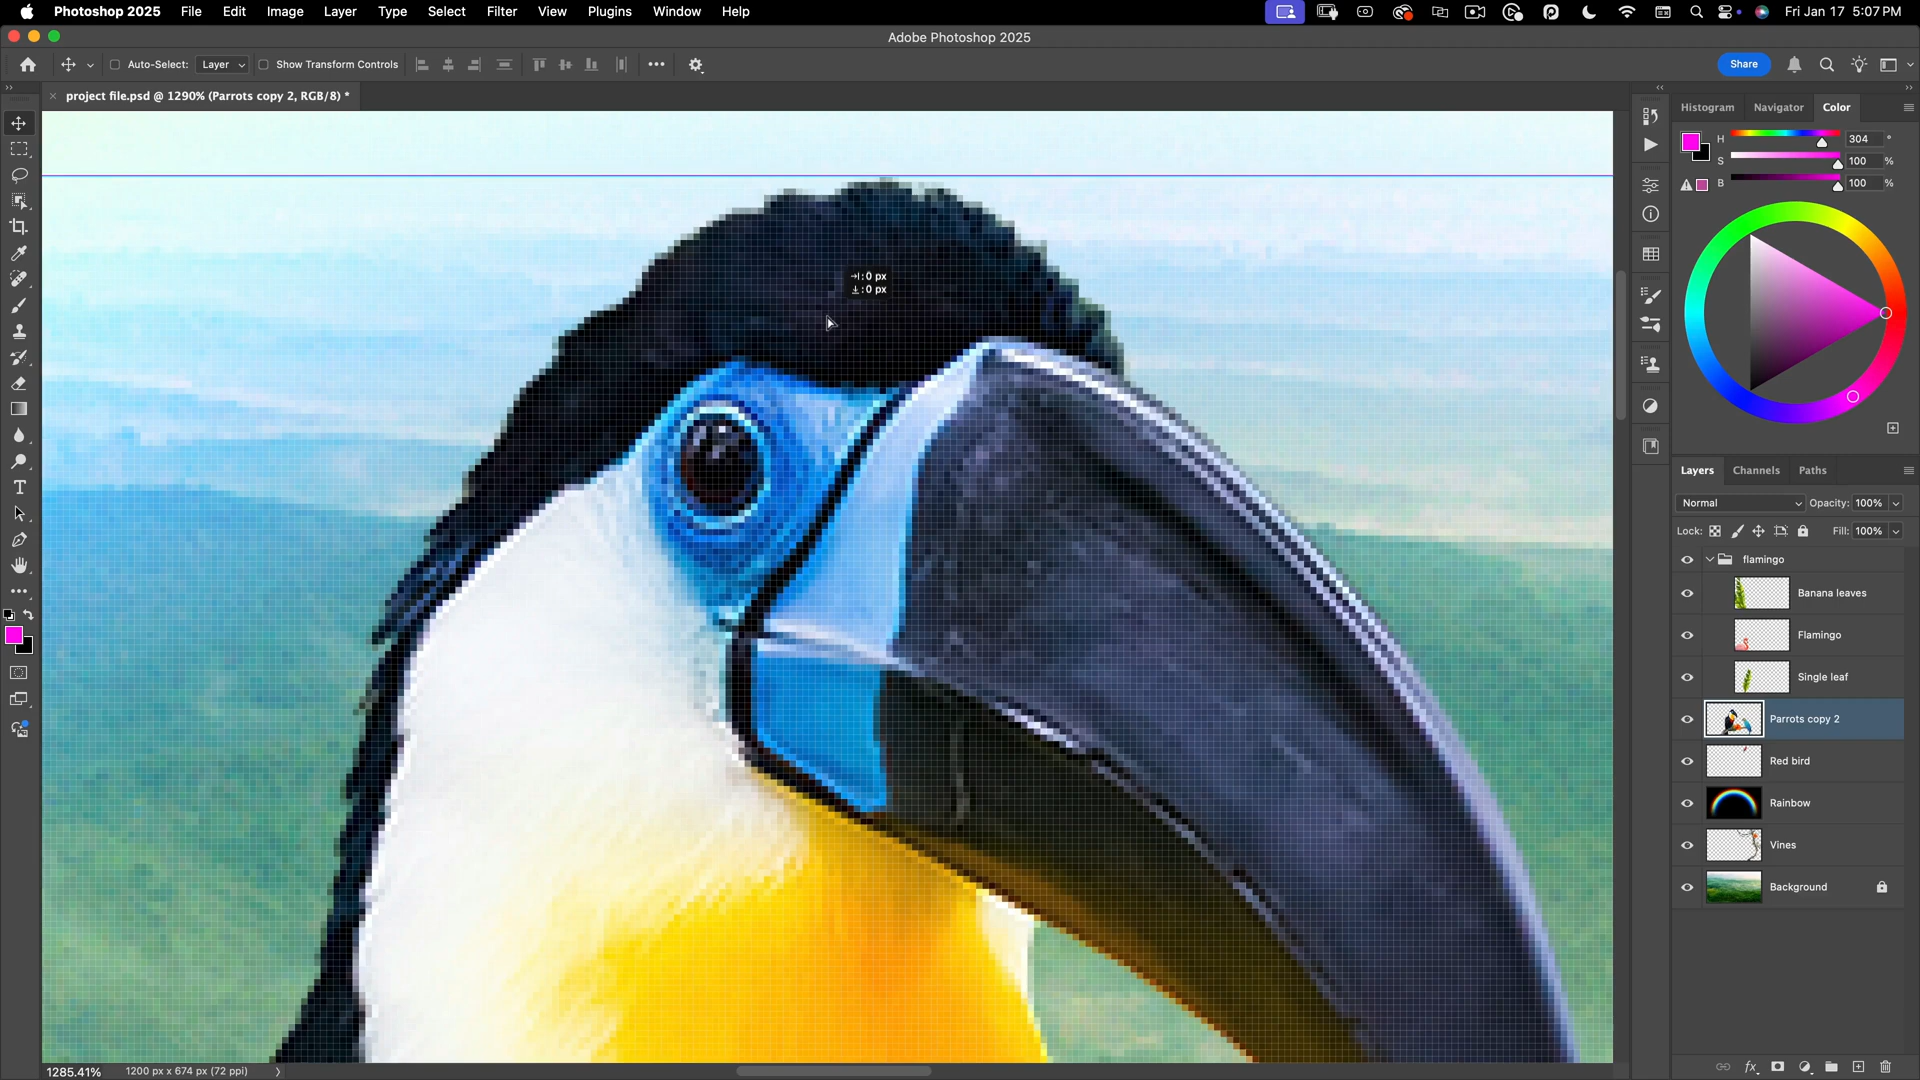 Photoshop 2025 File Edit Image Layer Type Select Filter View Plugins Window Help Fri Jan 17 5:07 PM
Adobe Photoshop 2025
Auto-Select: Layer Show Transform Controls Share
project file.psd @ 1290% (Parrots copy 2, RGB/8) *
Histogram Navigator Color
H 304 °
S 100 %
B 100 %
:0 px
:0 px
Layers Channels Paths
Normal Opacity: 100%
Lock: Fill: 100%
flamingo
Banana leaves
Flamingo
Single leaf
Parrots copy 2
Red bird
Rainbow
Vines
Background
1285.41% 1200 px x 674 px (72 ppi)
fx